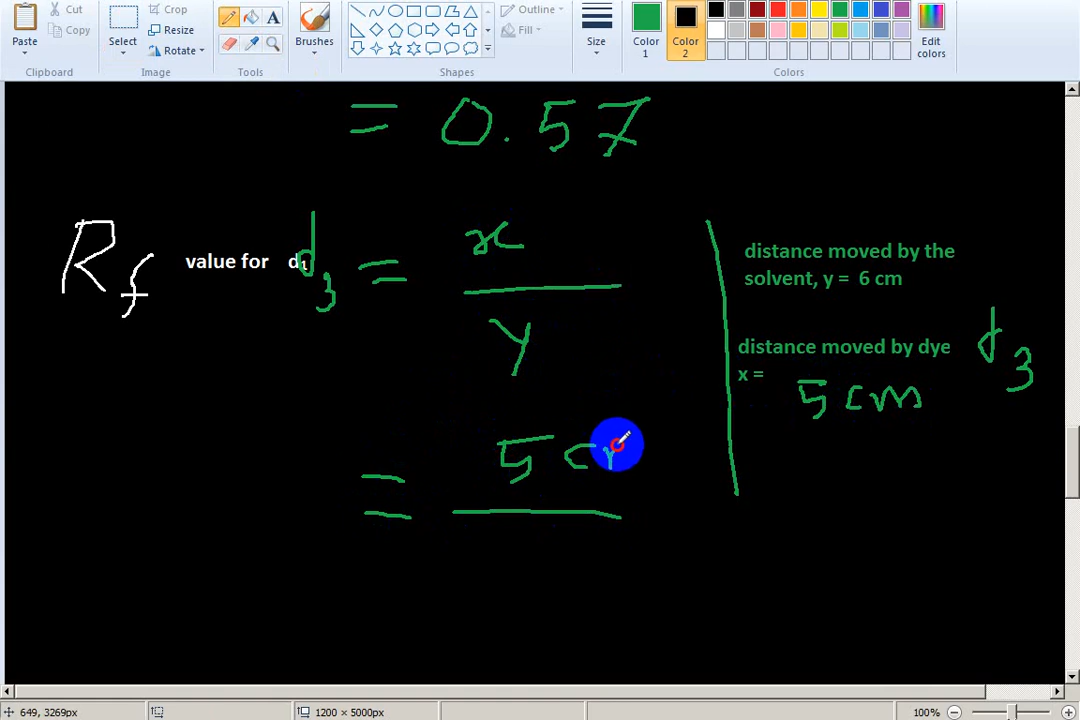 Cut
Crop
Outline
Copy
Resize
Fill
Rotate
Paste
Select
Brushes
Size
Color 1
Color 2
Edit colors
Clipboard
Image
Tools
Shapes
Colors
= 0.57
Rf value for d1 d3 = x
y
distance moved by the
solvent, y = 6 cm
distance moved by dye d3
x = 5 cm
= 5 cm
649, 3269px
1200 × 5000px
100%